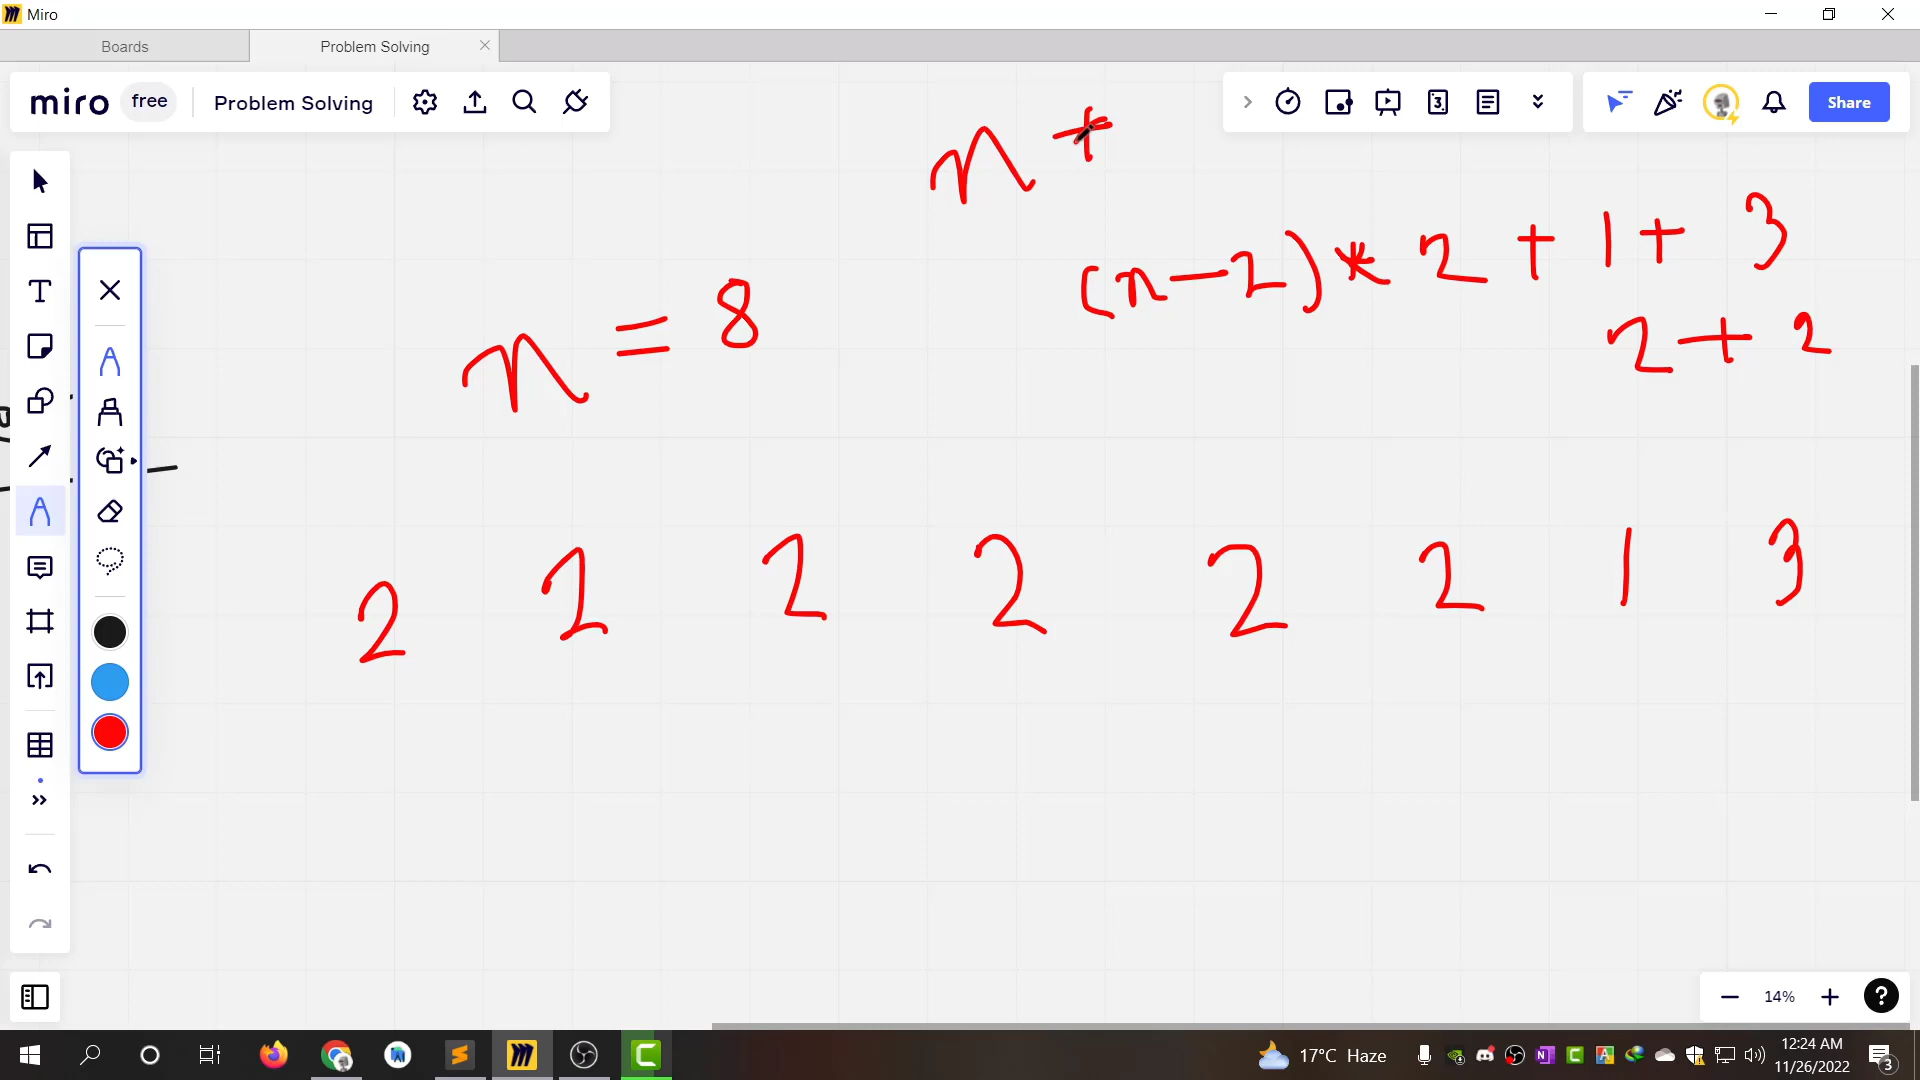 Miro
Boards
Problem Solving
miro
free
Problem Solving
Share
n *
(n-2) * 2 + 1 + 3
2 + 2
n = 8
2 2 2 2 2 2 1 3
14%
17°C Haze
12:24 AM
11/26/2022
3